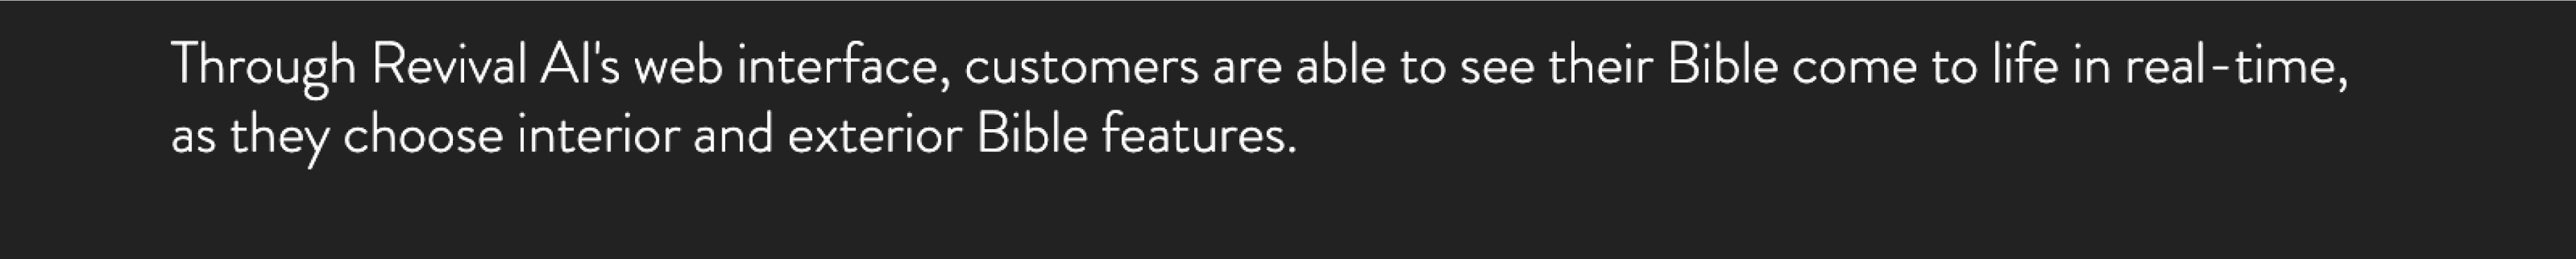 Through Revival AI's web interface, customers are able to see their Bible come to life in real-time,
as they choose interior and exterior Bible features.